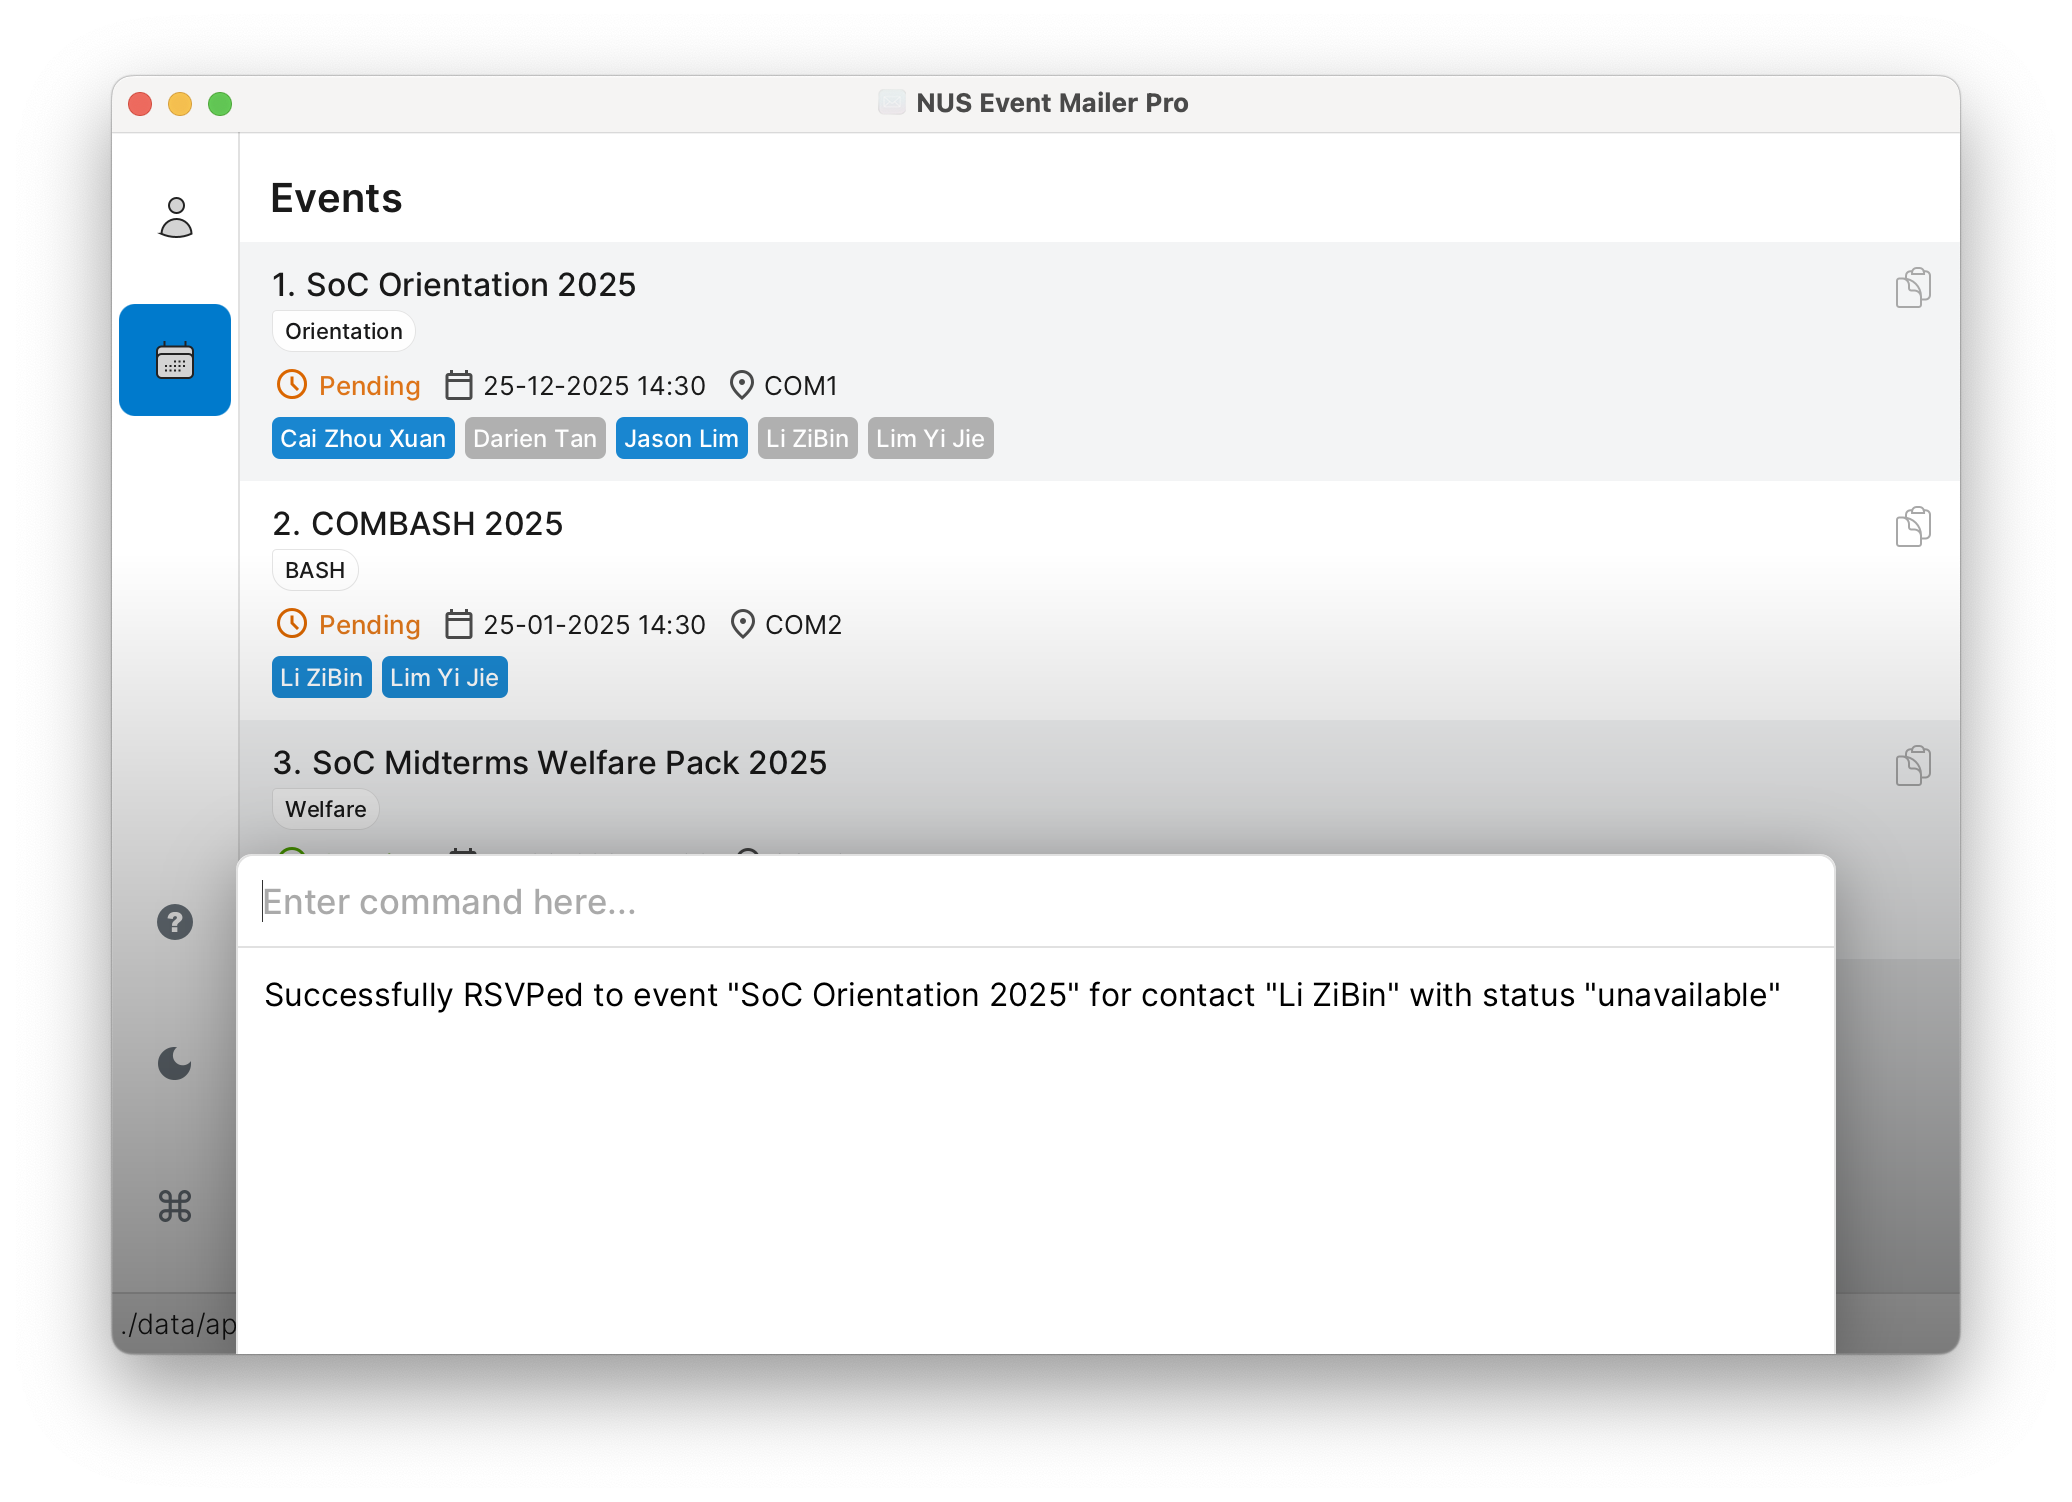 NUS Event Mailer Pro
Events
1. SoC Orientation 2025
Orientation
Pending 25-12-2025 14:30 COM1
Cai Zhou Xuan Darien Tan Jason Lim Li ZiBin Lim Yi Jie
2. COMBASH 2025
BASH
Pending 25-01-2025 14:30 COM2
Li ZiBin Lim Yi Jie
3. SoC Midterms Welfare Pack 2025
Welfare
Enter command here...
Successfully RSVPed to event "SoC Orientation 2025" for contact "Li ZiBin" with status "unavailable"
./data/ap